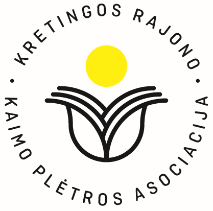 KRETINGOS RAJONO
KAIMO PLĖTROS ASOCIACIJA